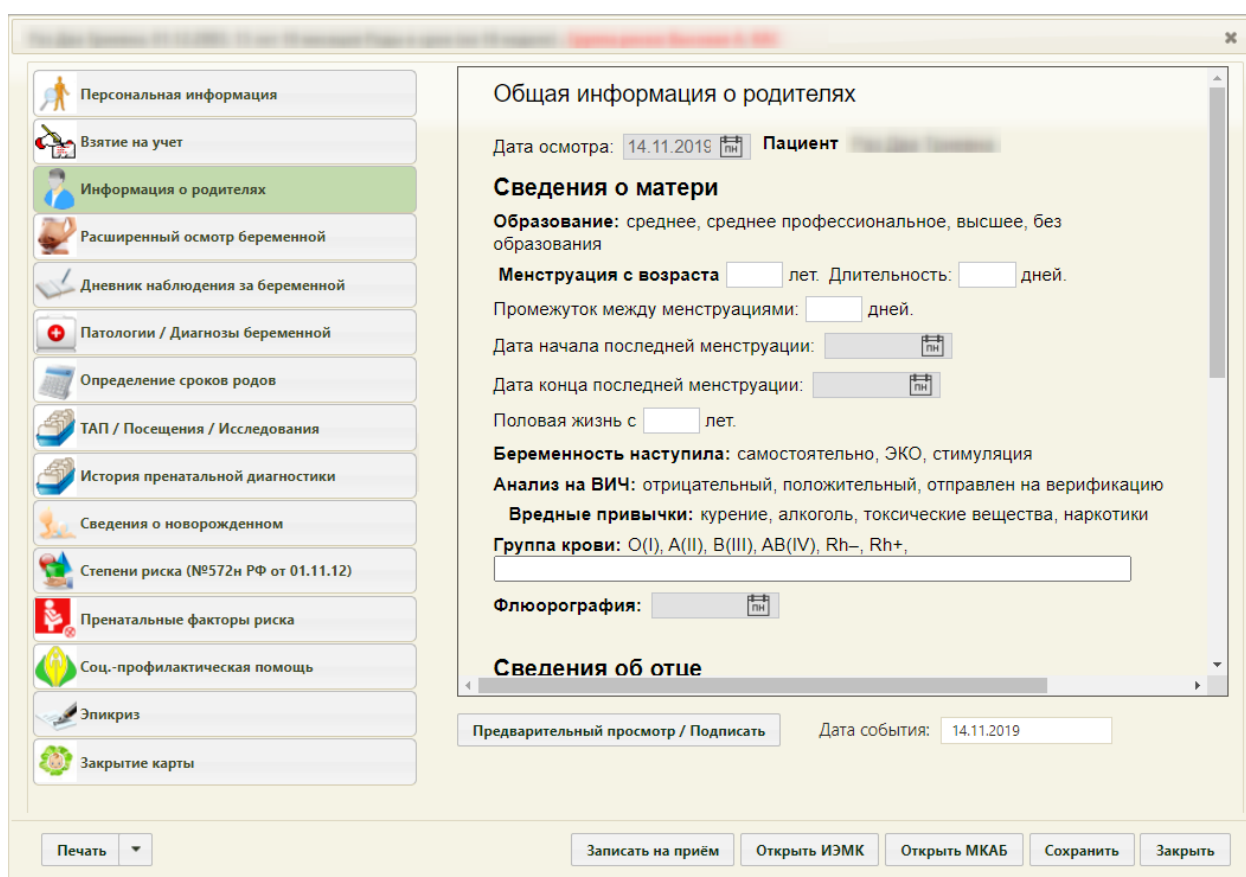 Персональная информация
Взятие на учет
Информация о родителях
Расширенный осмотр беременной
Дневник наблюдения за беременной
Патологии / Диагнозы беременной
Определение сроков родов
ТАП / Посещения / Исследования
История пренатальной диагностики
Сведения о новорожденном
Степени риска (№572н РФ от 01.11.12)
Пренатальные факторы риска
Соц.-профилактическая помощь
Эпикриз
Закрытие карты
Общая информация о родителях
Дата осмотра: 14.11.2019 ПН Пациент
Сведения о матери
Образование: среднее, среднее профессиональное, высшее, без
образования
Менструация с возраста лет. Длительность: дней.
Промежуток между менструациями: дней.
Дата начала последней менструации: ПН
Дата конца последней менструации: ПН
Половая жизнь с лет.
Беременность наступила: самостоятельно, ЭКО, стимуляция
Анализ на ВИЧ: отрицательный, положительный, отправлен на верификацию
Вредные привычки: курение, алкоголь, токсические вещества, наркотики
Группа крови: O(I), A(II), B(III), AB(IV), Rh–, Rh+,
Флюорография: ПН
Сведения об отце
Предварительный просмотр / Подписать Дата события: 14.11.2019
Печать Записать на приём Открыть ИЭМК Открыть МКАБ Сохранить Закрыть